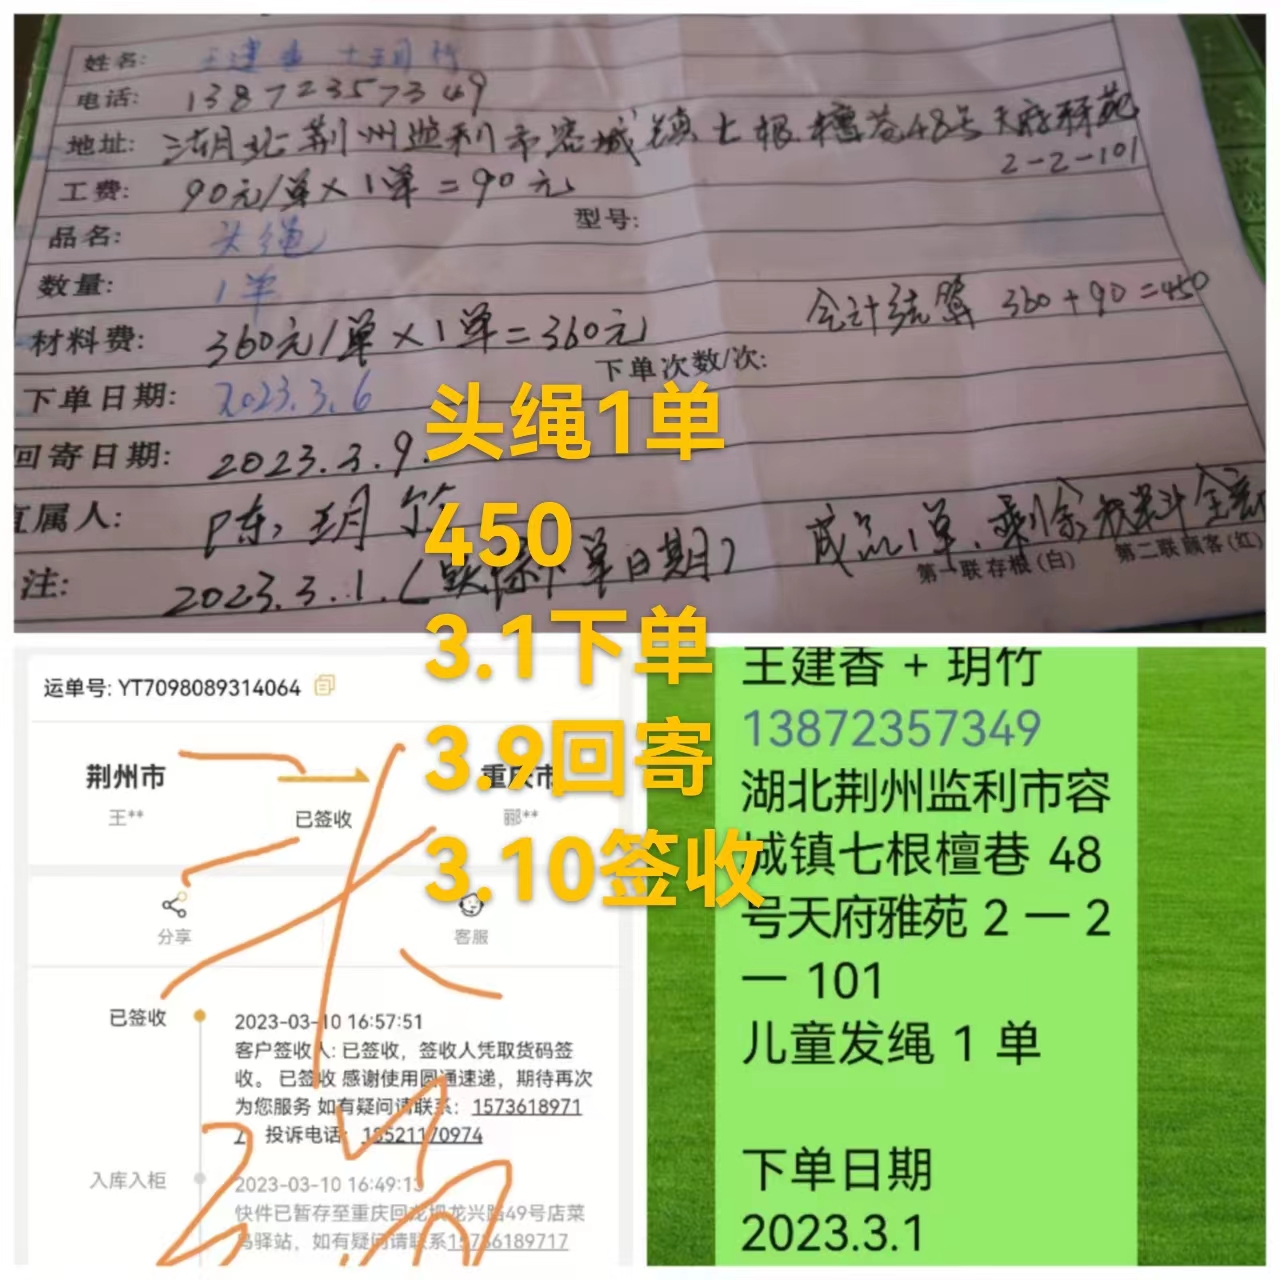 姓名: 王建香 十玥竹
电话: 13872357349
地址: 湖北荆州监利市容城镇七根檀巷48号天府雅苑
2-2-101
工费: 90元/单×1单=90元
品名: 头绳
型号:
数量: 1单
材料费: 360元/单×1单=360元
会计结算 360+90=450
下单日期: 2023.3.6
下单次数/次:
回寄日期: 2023.3.9.
直属人: 陈玥竹
注: 2023.3.1.(实际下单日期)
成品1单.剩余材料全
第一联存根(白) 第二联顾客(红)
头绳1单
450
3.1下单
3.9回寄
3.10签收
运单号: YT7098089314064
荆州市
重庆市
王**
已签收
郦**
分享
客服
已签收
2023-03-10 16:57:51
客户签收人: 已签收，签收人凭取货码签
收。 已签收 感谢使用圆通速递，期待再次
为您服务 如有疑问请联系：1573618971
7 投诉电话：18521170974
入库入柜
2023-03-10 16:49:13
快件已暂存至重庆回龙坝龙兴路49号店菜
鸟驿站，如有疑问请联系15736189717
王建香 + 玥竹
13872357349
湖北荆州监利市容
城镇七根檀巷 48
号天府雅苑 2 一 2
一 101
儿童发绳 1 单
下单日期
2023.3.1